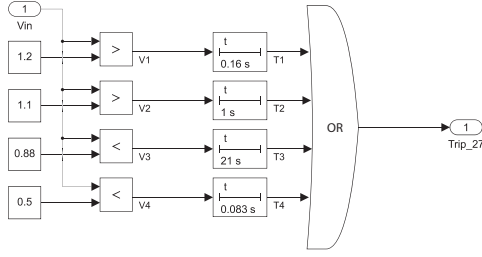 1
Vin
1.2
>
V1
t
0.16 s
T1
1.1
>
V2
t
1 s
T2
0.88
<
V3
t
21 s
T3
0.5
<
V4
t
0.083 s
T4
OR
1
Trip_27